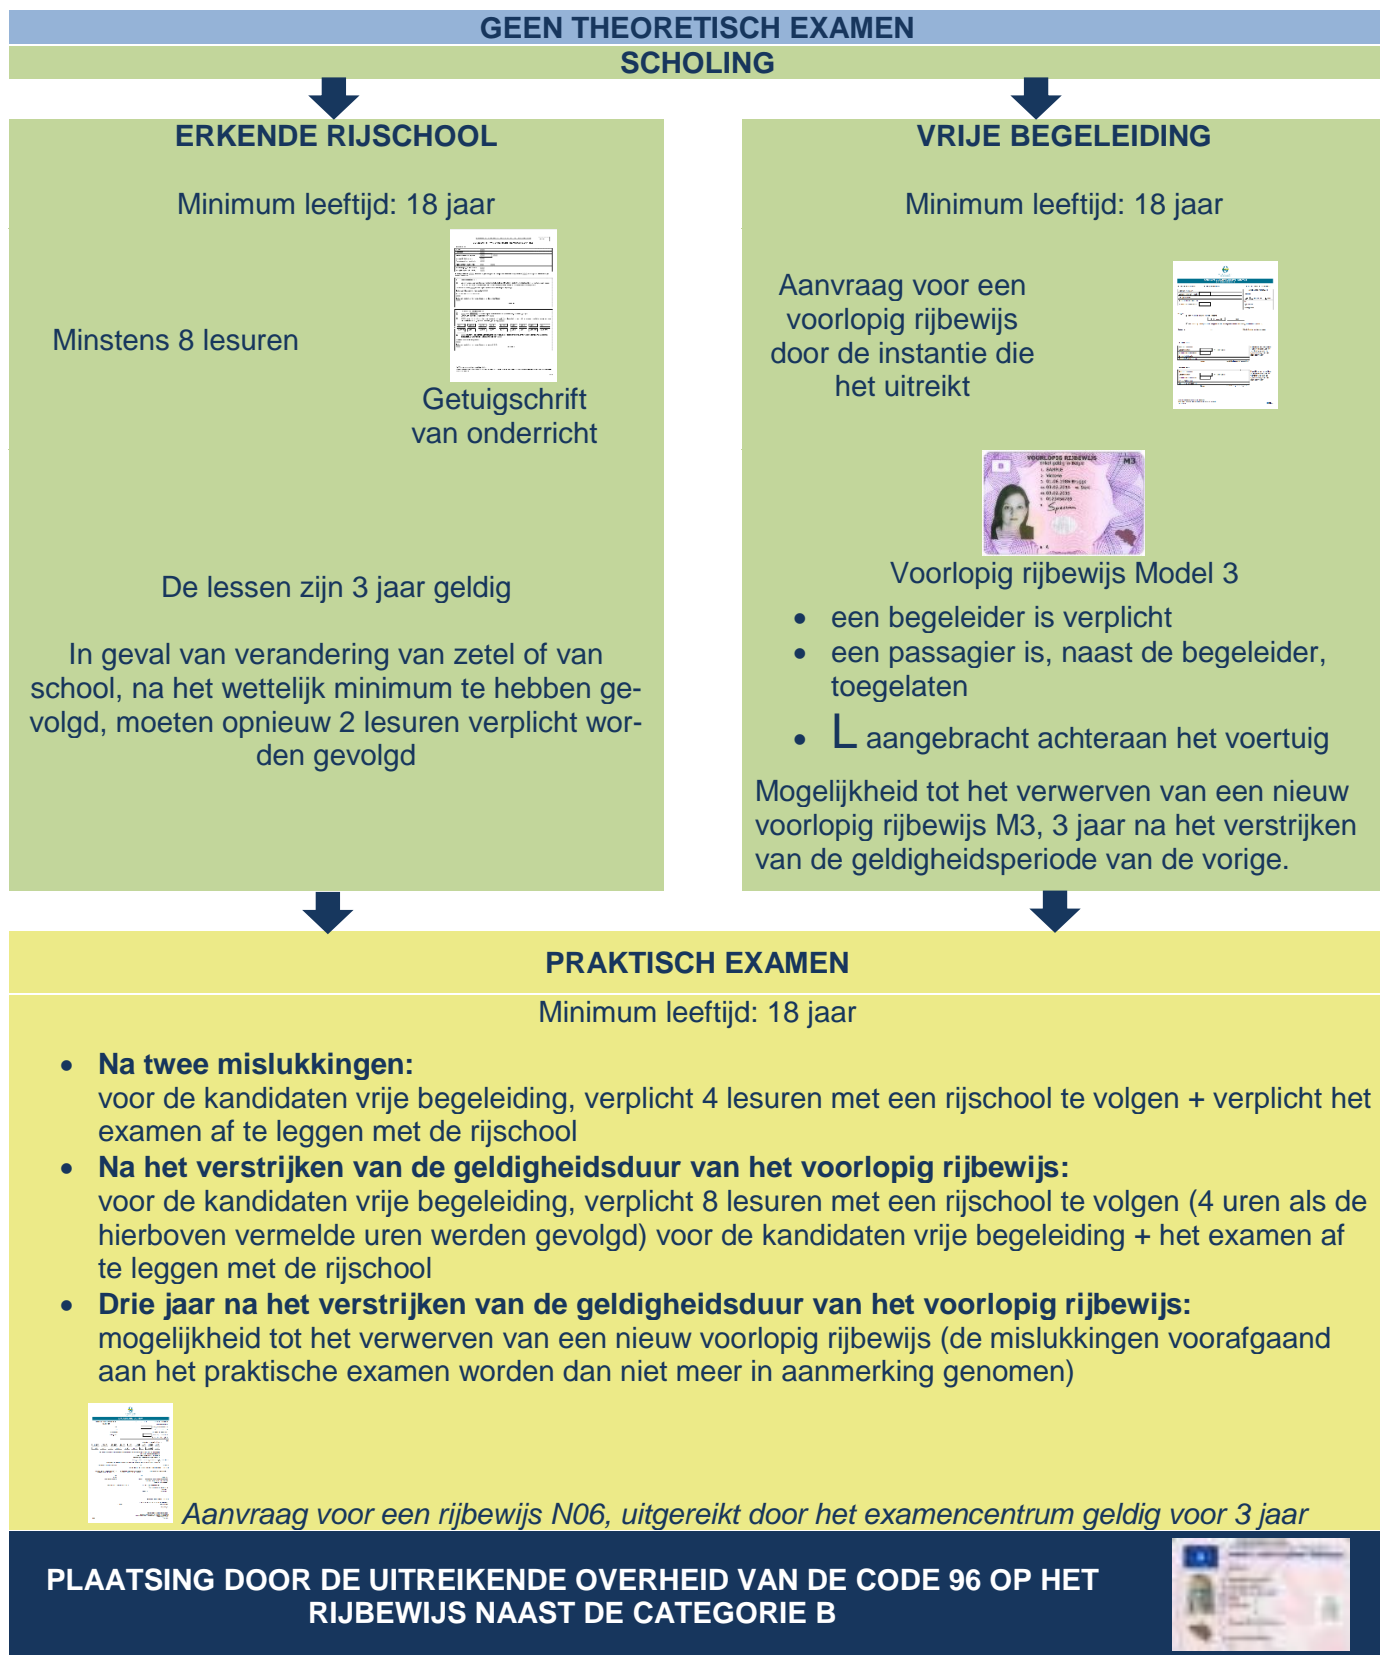 GEEN THEORETISCH EXAMEN
SCHOLING
ERKENDE RIJSCHOOL
Minimum leeftijd: 18 jaar
Minstens 8 lesuren
Getuigschrift
van onderricht
De lessen zijn 3 jaar geldig
In geval van verandering van zetel of van
school, na het wettelijk minimum te hebben ge-
volgd, moeten opnieuw 2 lesuren verplicht wor-
den gevolgd
VRIJE BEGELEIDING
Minimum leeftijd: 18 jaar
Aanvraag voor een
voorlopig rijbewijs
door de instantie die
het uitreikt
VOORLOPIG RIJBEWIJS
M3
B
Specimen
Voorlopig rijbewijs Model 3
• een begeleider is verplicht
• een passagier is, naast de begeleider,
toegelaten
• L aangebracht achteraan het voertuig
Mogelijkheid tot het verwerven van een nieuw
voorlopig rijbewijs M3, 3 jaar na het verstrijken
van de geldigheidsperiode van de vorige.
PRAKTISCH EXAMEN
Minimum leeftijd: 18 jaar
• Na twee mislukkingen:
voor de kandidaten vrije begeleiding, verplicht 4 lesuren met een rijschool te volgen + verplicht het
examen af te leggen met de rijschool
• Na het verstrijken van de geldigheidsduur van het voorlopig rijbewijs:
voor de kandidaten vrije begeleiding, verplicht 8 lesuren met een rijschool te volgen (4 uren als de
hierboven vermelde uren werden gevolgd) voor de kandidaten vrije begeleiding + het examen af
te leggen met de rijschool
• Drie jaar na het verstrijken van de geldigheidsduur van het voorlopig rijbewijs:
mogelijkheid tot het verwerven van een nieuw voorlopig rijbewijs (de mislukkingen voorafgaand
aan het praktische examen worden dan niet meer in aanmerking genomen)
Aanvraag voor een rijbewijs N06, uitgereikt door het examencentrum geldig voor 3 jaar
PLAATSING DOOR DE UITREIKENDE OVERHEID VAN DE CODE 96 OP HET
RIJBEWIJS NAAST DE CATEGORIE B